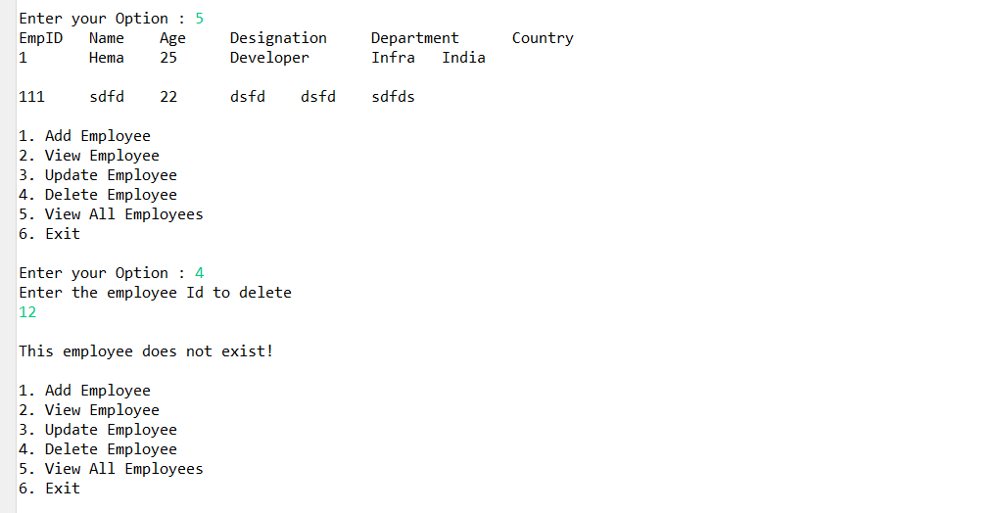 Enter your Option : 5
EmpID Name Age Designation Department Country
1 Hema 25 Developer Infra India
111 sdfd 22 dsfd dsfd sdfds
1. Add Employee
2. View Employee
3. Update Employee
4. Delete Employee
5. View All Employees
6. Exit
Enter your Option : 4
Enter the employee Id to delete
12
This employee does not exist!
1. Add Employee
2. View Employee
3. Update Employee
4. Delete Employee
5. View All Employees
6. Exit